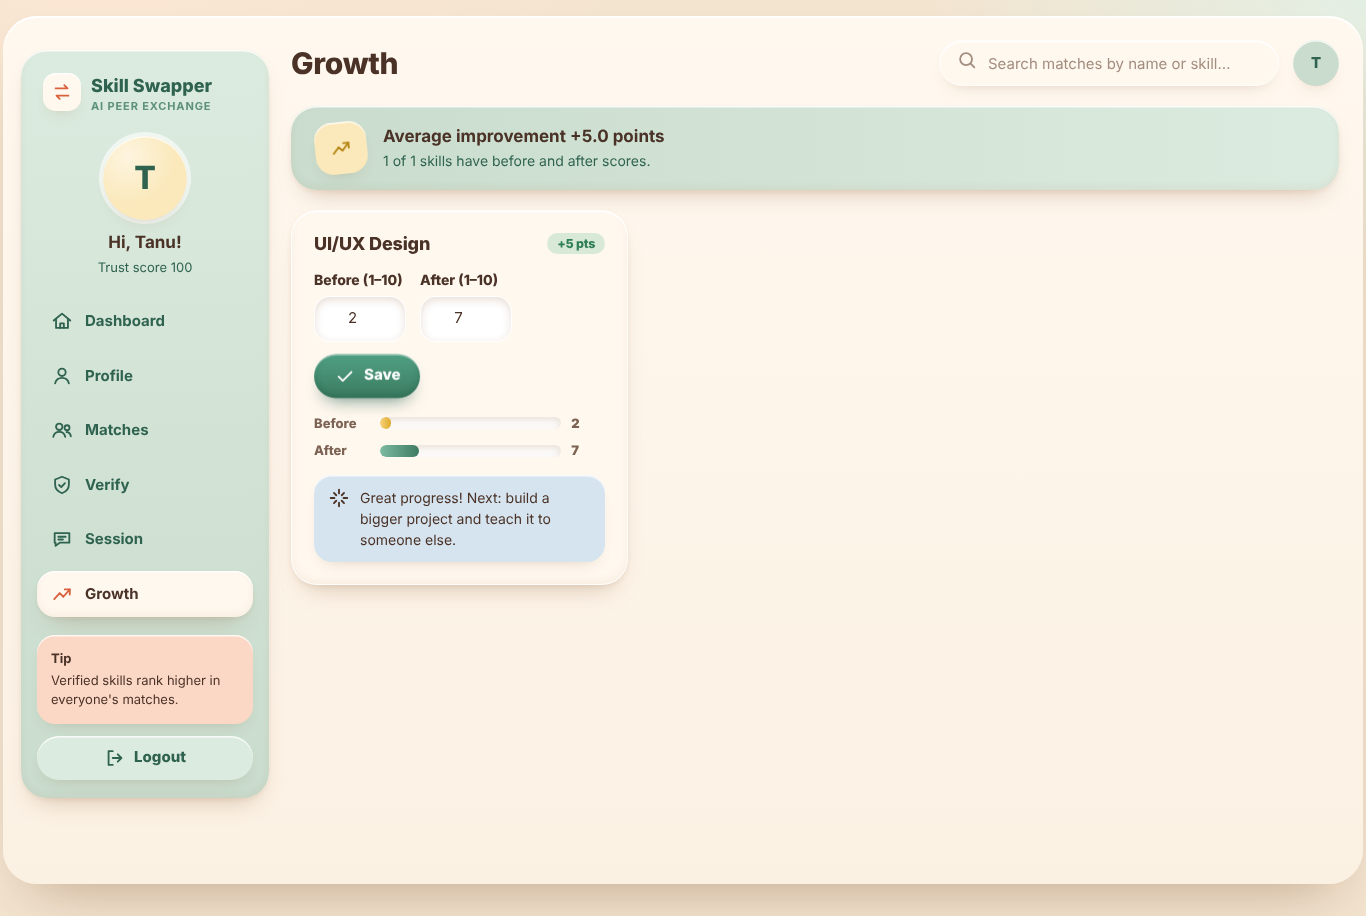 Skill Swapper
AI PEER EXCHANGE
T
Hi, Tanu!
Trust score 100
Dashboard
Profile
Matches
Verify
Session
Growth
Tip
Verified skills rank higher in
everyone's matches.
Logout
Growth
Search matches by name or skill...
T
Average improvement +5.0 points
1 of 1 skills have before and after scores.
UI/UX Design
+5 pts
Before (1–10) After (1–10)
2 7
Save
Before 2
After 7
Great progress! Next: build a
bigger project and teach it to
someone else.